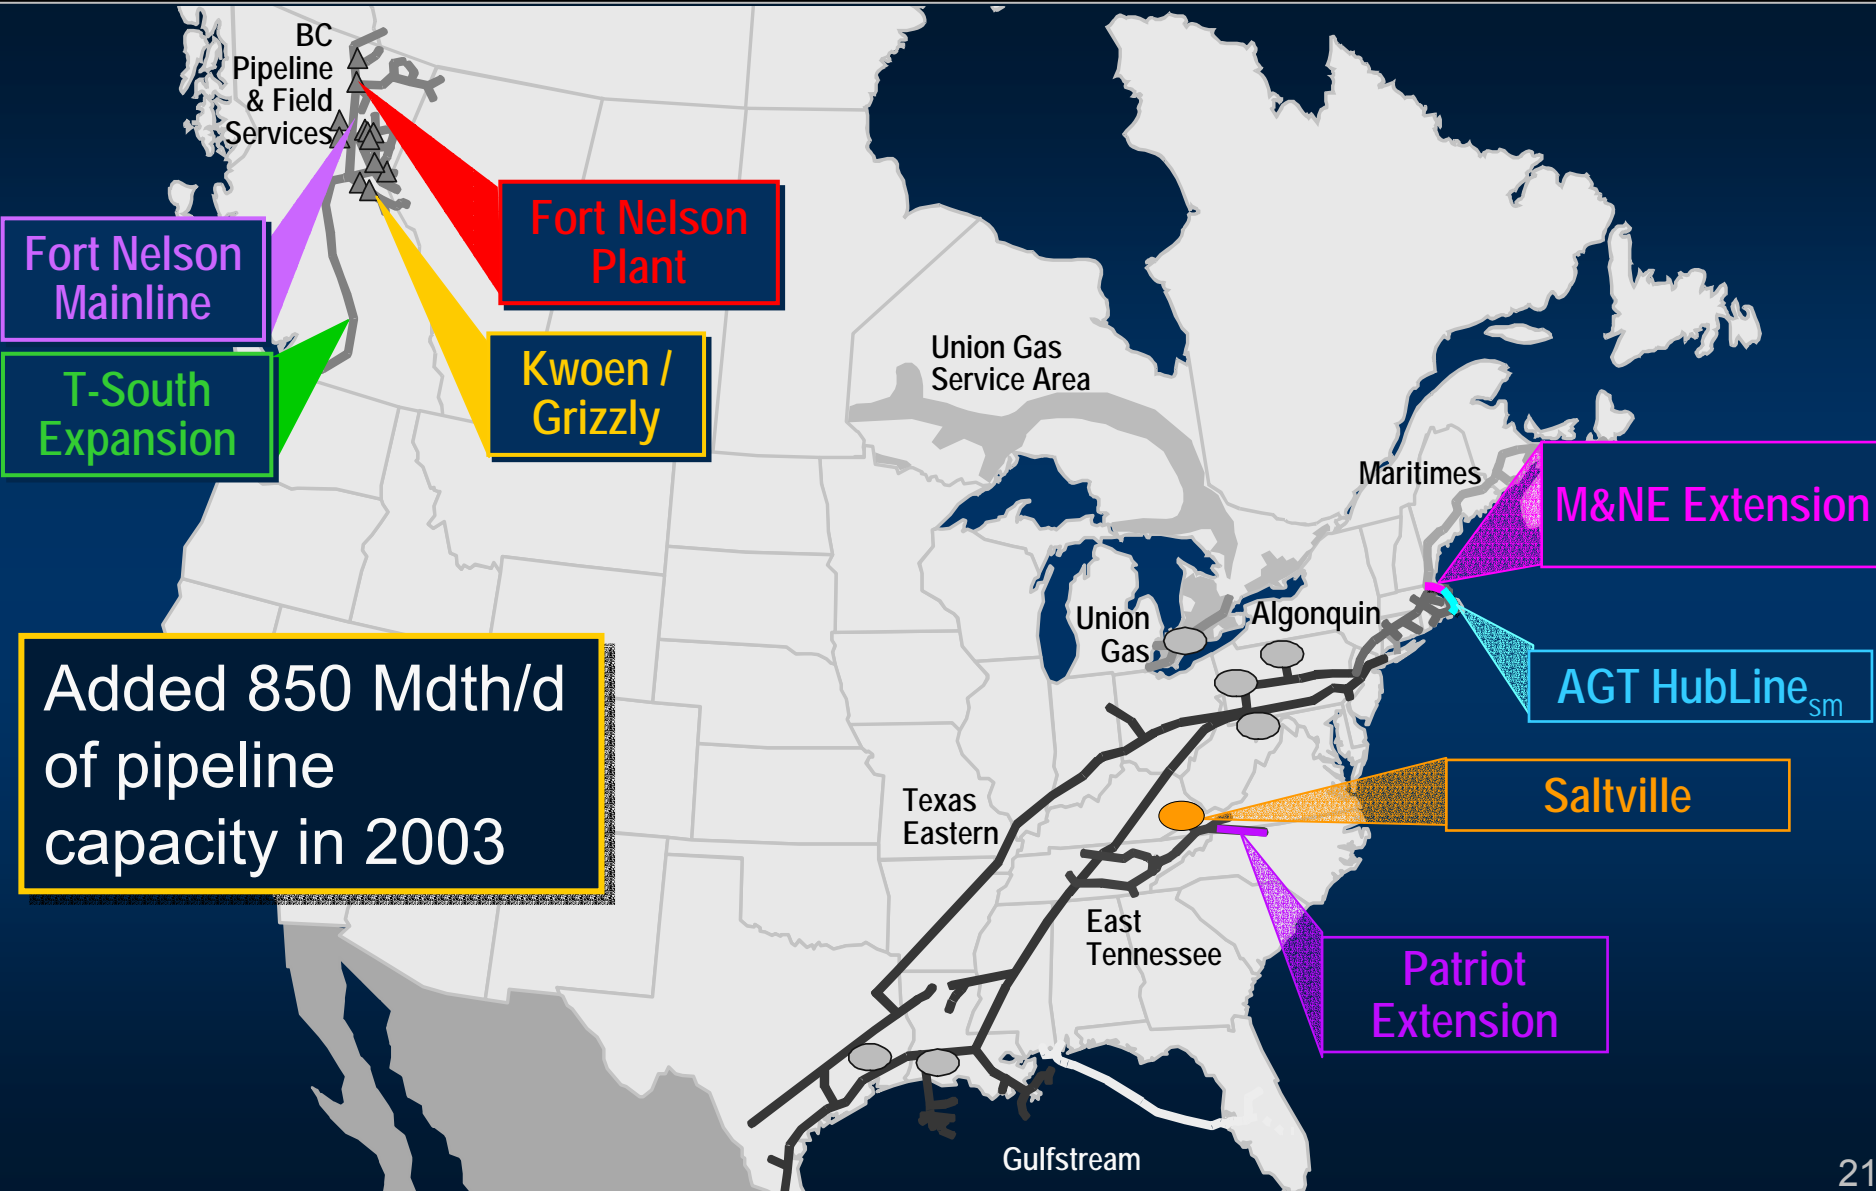 BC
Pipeline
& Field
Services
Fort Nelson
Mainline
Fort Nelson
Plant
T-South
Expansion
Kwoen /
Grizzly
Union Gas
Service Area
Maritimes
M&NE Extension
Union
Gas
Algonquin
AGT HubLinesm
Added 850 Mdth/d
of pipeline
capacity in 2003
Texas
Eastern
Saltville
East
Tennessee
Patriot
Extension
Gulfstream
21